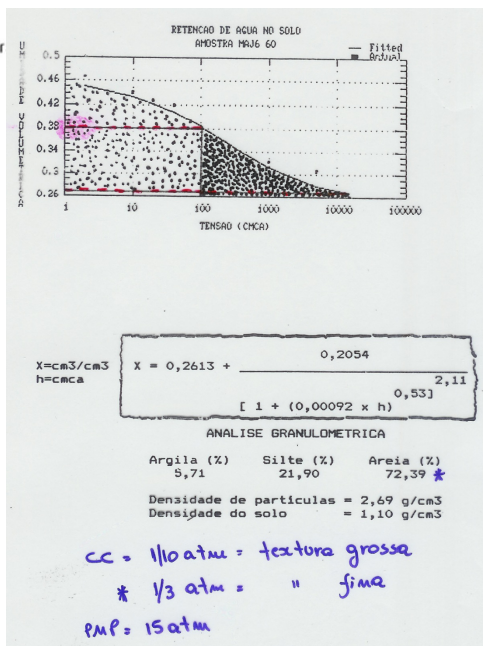 r
RETENCAO DE AGUA NO SOLO
AMOSTRA MAJ6 60
Fitted
Actual
0.5
0.46
0.42
0.38
0.34
0.3
0.26
1 10 100 1000 10000 100000
TENSAO (CMCA)
X=cm3/cm3
h=cmca
0,2054
X = 0,2613 +
2,11
0,53]
[ 1 + (0,00092 x h)
ANALISE GRANULOMETRICA
Argila (%) Silte (%) Areia (%)
5,71 21,90 72,39 *
Densidade de particulas = 2,69 g/cm3
Densidade do solo = 1,10 g/cm3
CC = 1/10 atm = textura grossa
* 1/3 atm = " fina
PMP = 15 atm